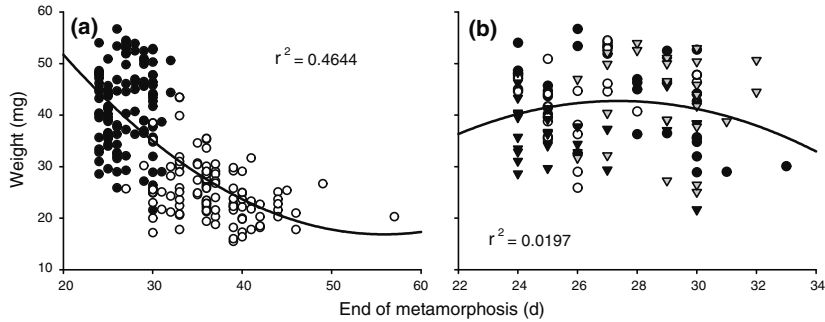 (a)
r² = 0.4644
(b)
r² = 0.0197
60
50
40
30
20
10
Weight (mg)
20 30 40 50 60
22 24 26 28 30 32 34
End of metamorphosis (d)